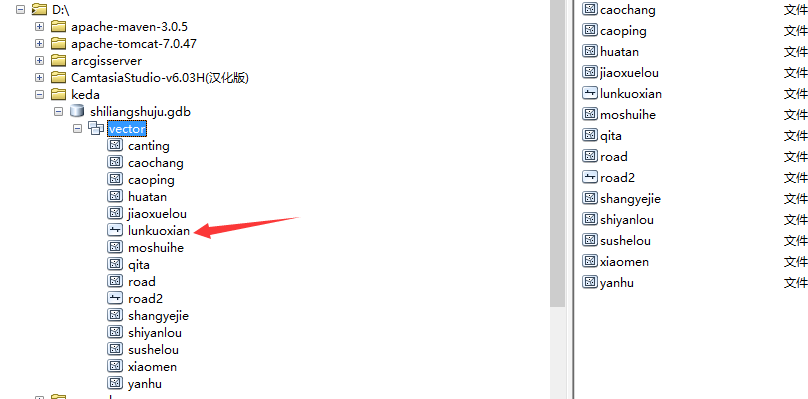 D:\
apache-maven-3.0.5
apache-tomcat-7.0.47
arcgisserver
CamtasiaStudio-v6.03H(汉化版)
keda
shiliangshuju.gdb
vector
canting
caochang
caoping
huatan
jiaoxuelou
lunkuoxian
moshuihe
qita
road
road2
shangyejie
shiyanlou
sushelou
xiaomen
yanhu
caochang 文件
caoping 文件
huatan 文件
jiaoxuelou 文件
lunkuoxian 文件
moshuihe 文件
qita 文件
road 文件
road2 文件
shangyejie 文件
shiyanlou 文件
sushelou 文件
xiaomen 文件
yanhu 文件